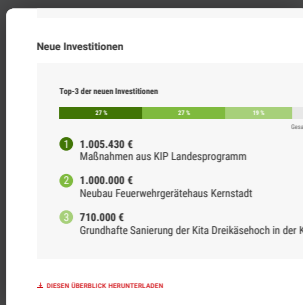 Neue Investitionen
Top-3 der neuen Investitionen
27 % 27 % 19 %
1 1.005.430 €
Maßnahmen aus KIP Landesprogramm
2 1.000.000 €
Neubau Feuerwehrgerätehaus Kernstadt
3 710.000 €
Grundhafte Sanierung der Kita Dreikäsehoch in der K
DIESEN ÜBERBLICK HERUNTERLADEN